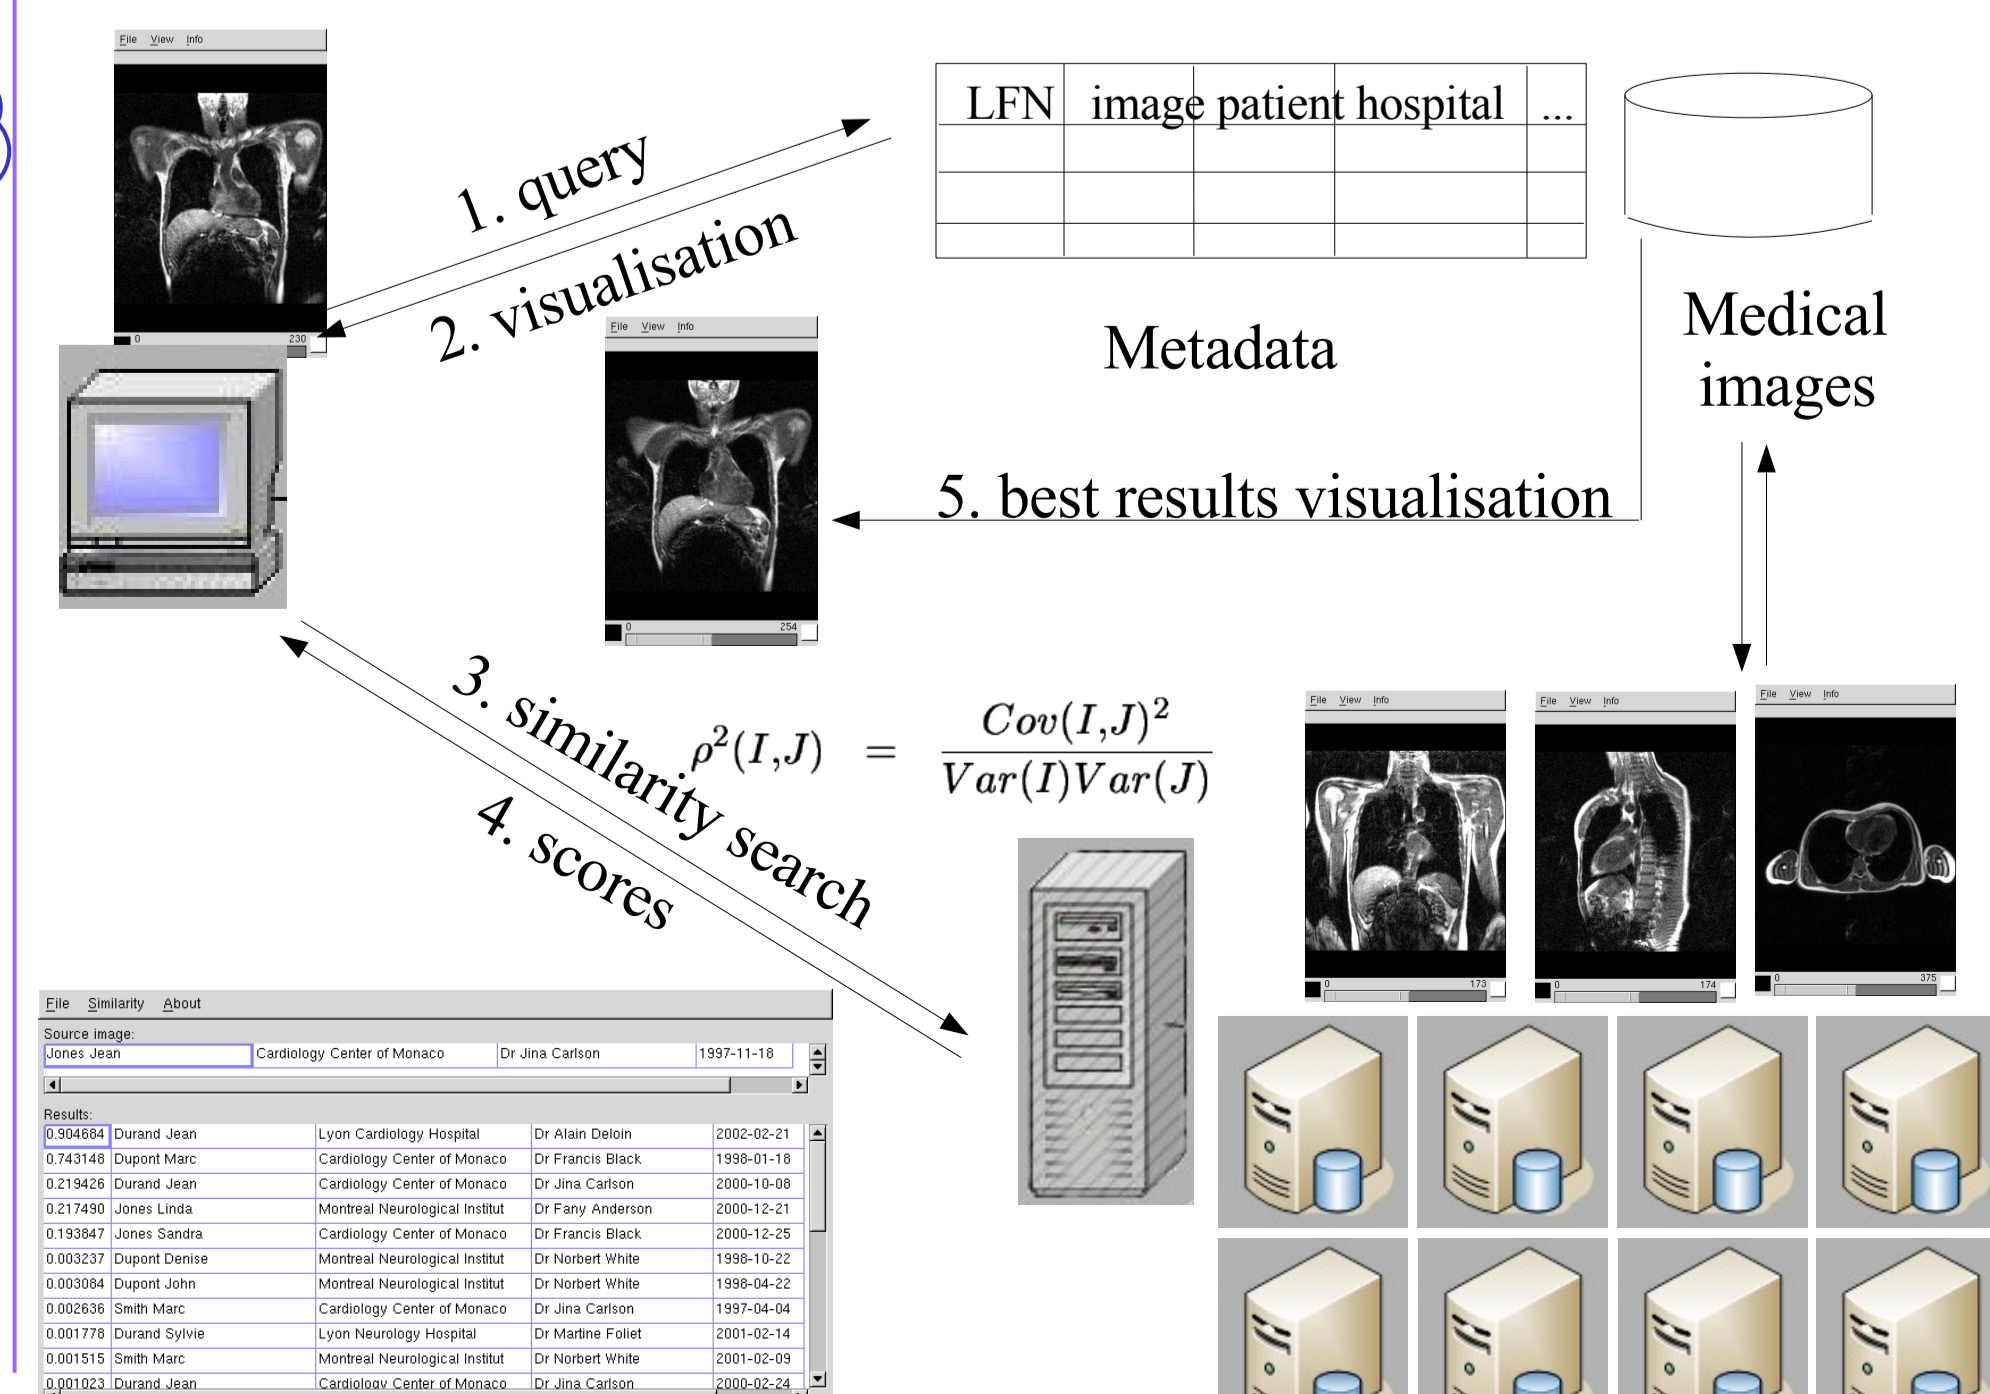 File View Info
0 230
1. query
2. visualisation
LFN image patient hospital ...
Metadata
Medical
images
File View Info
0 254
5. best results visualisation
3. similarity search
4. scores
ρ²(I,J) = Cov(I,J)² / Var(I)Var(J)
File View Info
0 173
File View Info
0 174
File View Info
0 375
File Similarity About
Source image:
Jones Jean Cardiology Center of Monaco Dr Jina Carlson 1997-11-18
Results:
0.904684 Durand Jean Lyon Cardiology Hospital Dr Alain Deloin 2002-02-21
0.743148 Dupont Marc Cardiology Center of Monaco Dr Francis Black 1998-01-18
0.219426 Durand Jean Cardiology Center of Monaco Dr Jina Carlson 2000-10-08
0.217490 Jones Linda Montreal Neurological Institut Dr Fany Anderson 2000-12-21
0.193847 Jones Sandra Cardiology Center of Monaco Dr Francis Black 2000-12-25
0.003237 Dupont Denise Montreal Neurological Institut Dr Norbert White 1998-10-22
0.003084 Dupont John Montreal Neurological Institut Dr Norbert White 1998-04-22
0.002636 Smith Marc Cardiology Center of Monaco Dr Jina Carlson 1997-04-04
0.001778 Durand Sylvie Lyon Neurology Hospital Dr Martine Foliet 2001-02-14
0.001515 Smith Marc Montreal Neurological Institut Dr Norbert White 2001-02-09
0.001023 Durand Jean Cardiology Center of Monaco Dr Jina Carlson 2000-02-24